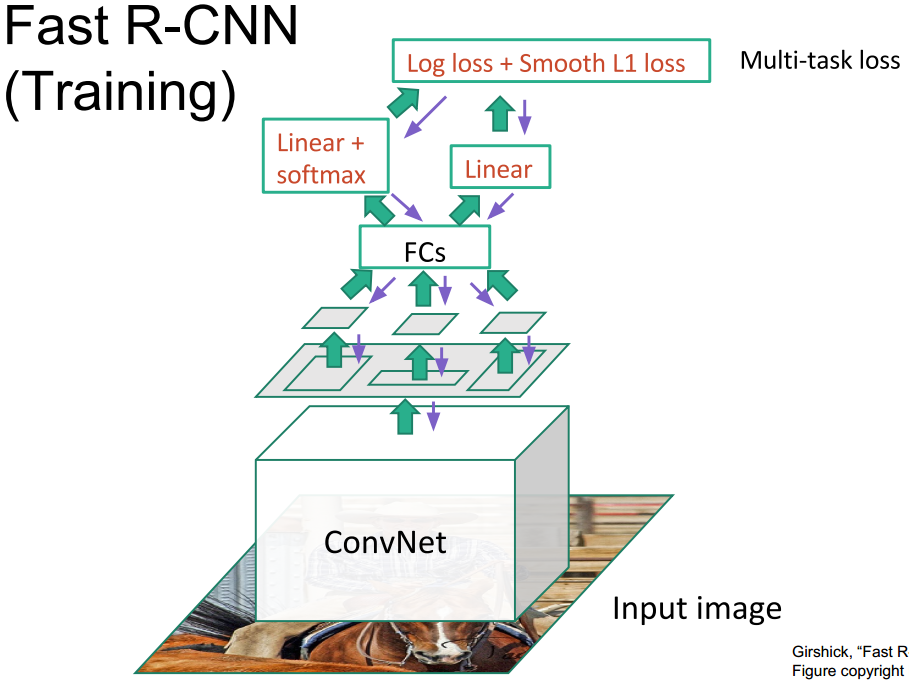 Fast R-CNN
(Training)
Log loss + Smooth L1 loss
Multi-task loss
Linear +
softmax
Linear
FCs
ConvNet
Input image
Girshick, “Fast R
Figure copyright